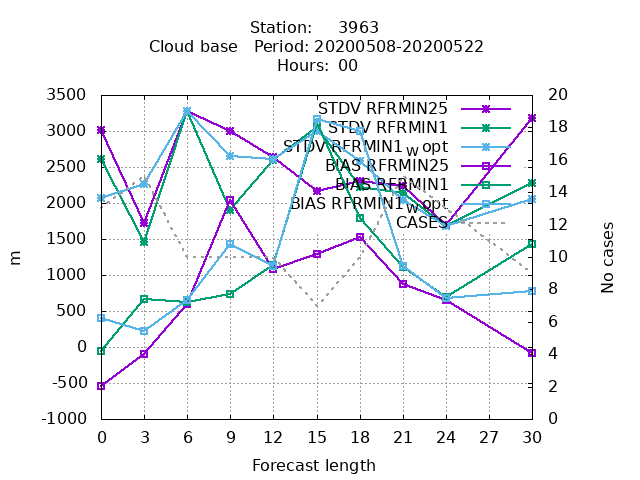 Station: 3963
Cloud base Period: 20200508-20200522
Hours: 00
STDV RFRMIN25
STDV RFRMIN1
STDV RFRMIN1w opt
BIAS RFRMIN25
BIAS RFRMIN1
BIAS RFRMIN1w opt
CASES
3500
3000
2500
2000
1500
1000
500
0
-500
-1000
m
20
18
16
14
12
10
8
6
4
2
0
No cases
0 3 6 9 12 15 18 21 24 27 30
Forecast length